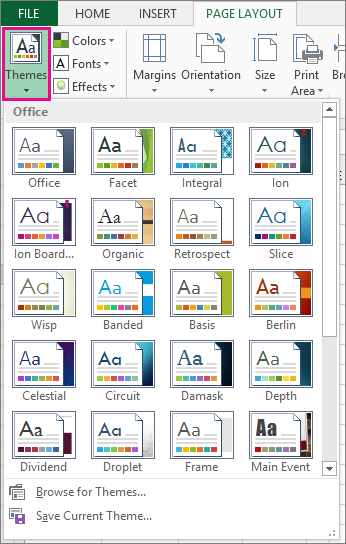 FILE HOME INSERT PAGE LAYOUT
Aa Colors
Themes Fonts
Effects
Margins Orientation Size Print
Area Bre
Office
Aa Aa Aa Aa
Office Facet Integral Ion
Aa Aa Aa Aa
Ion Board... Organic Retrospect Slice
Aa Aa Aa Aa
Wisp Banded Basis Berlin
Aa Aa Aa Aa
Celestial Circuit Damask Depth
Aa Aa Aa Aa
Dividend Droplet Frame Main Event
Browse for Themes...
Save Current Theme...